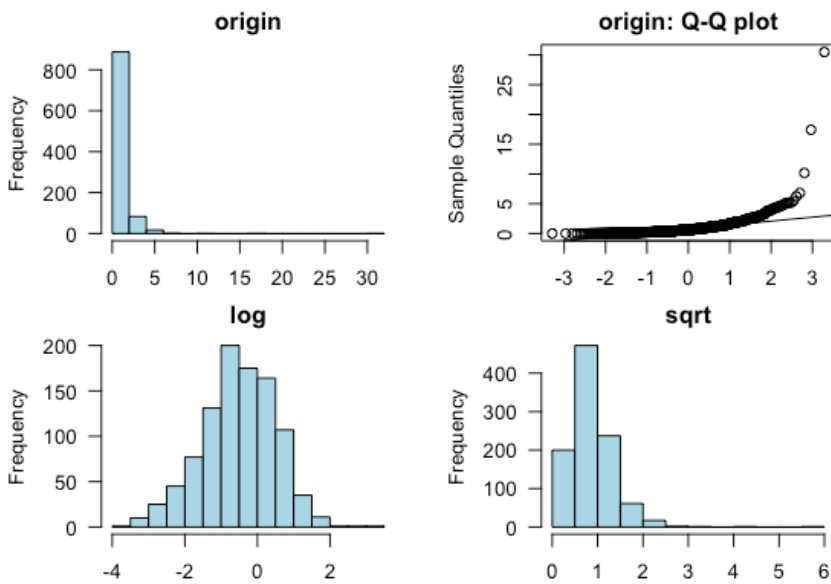 origin
Frequency
0
200
400
600
800
0 5 10 15 20 25 30
origin: Q-Q plot
Sample Quantiles
0
5
15
25
-3 -2 -1 0 1 2 3
log
Frequency
0
50
100
150
200
-4 -2 0 2
sqrt
Frequency
0
100
200
300
400
0 1 2 3 4 5 6